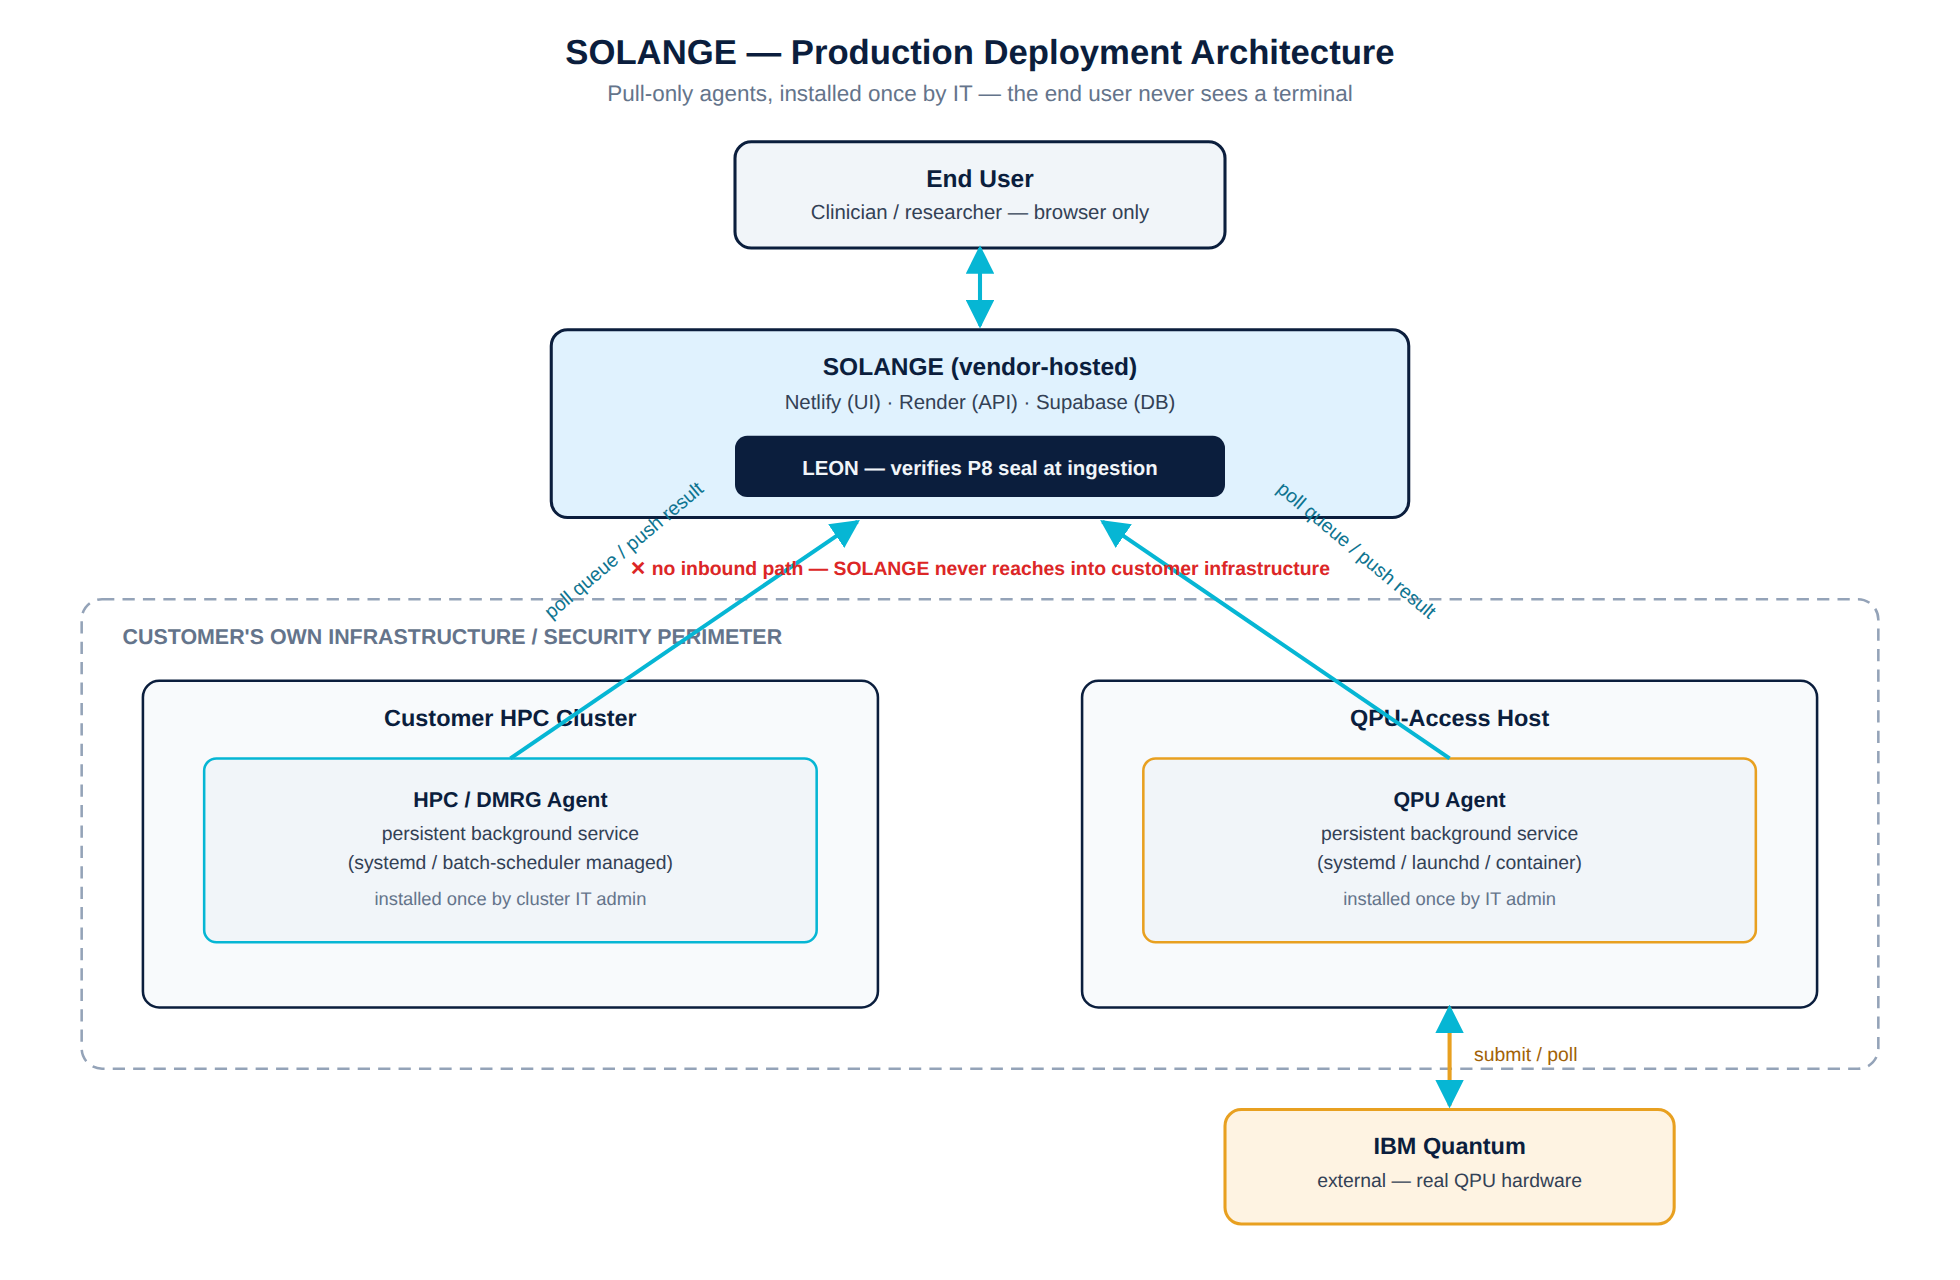 SOLANGE — Production Deployment Architecture
Pull-only agents, installed once by IT — the end user never sees a terminal
End User
Clinician / researcher — browser only
SOLANGE (vendor-hosted)
Netlify (UI) · Render (API) · Supabase (DB)
LEON — verifies P8 seal at ingestion
poll queue / push result
poll queue / push result
✕ no inbound path — SOLANGE never reaches into customer infrastructure
CUSTOMER'S OWN INFRASTRUCTURE / SECURITY PERIMETER
Customer HPC Cluster
HPC / DMRG Agent
persistent background service
(systemd / batch-scheduler managed)
installed once by cluster IT admin
QPU-Access Host
QPU Agent
persistent background service
(systemd / launchd / container)
installed once by IT admin
submit / poll
IBM Quantum
external — real QPU hardware